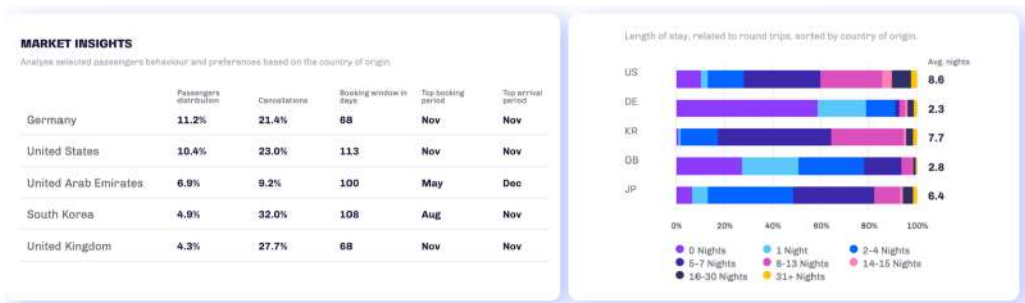 MARKET INSIGHTS
Analyse selected passengers behaviour and preferences based on the country of origin.
Passengers distribution Cancellations Booking window in days Top booking period Top arrival period
Germany 11.2% 21.4% 68 Nov Nov
United States 10.4% 23.0% 113 Nov Nov
United Arab Emirates 6.9% 9.2% 100 May Dec
South Korea 4.9% 32.0% 108 Aug Nov
United Kingdom 4.3% 27.7% 68 Nov Nov
Length of stay, related to round trips, sorted by country of origin.
Avg. nights
US 8.6
DE 2.3
KR 7.7
GB 2.8
JP 6.4
0% 20% 40% 60% 80% 100%
0 Nights 1 Night 2-4 Nights
5-7 Nights 8-13 Nights 14-15 Nights
16-30 Nights 31+ Nights